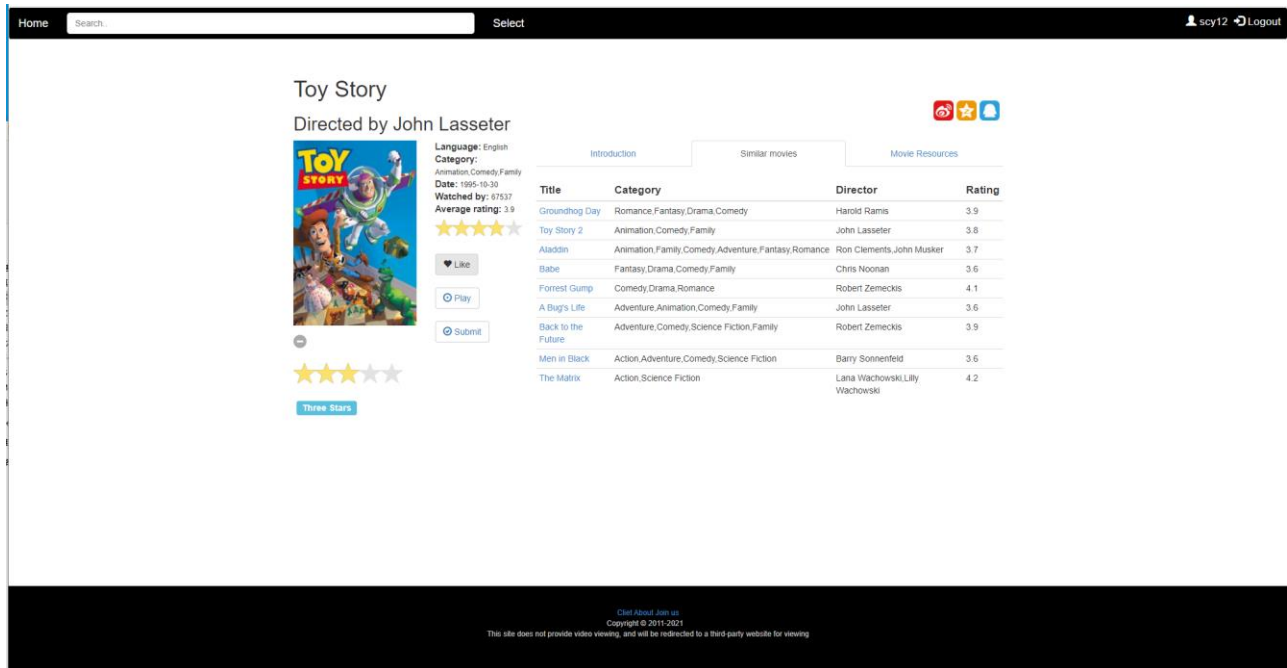 Home Search.. Select scy12 Logout
Toy Story
Directed by John Lasseter
TOY
STORY
Language: English
Category:
Animation,Comedy,Family
Date: 1995-10-30
Watched by: 67537
Average rating: 3.9
Like
Play
Submit
Three Stars
Introduction Similar movies Movie Resources
Title Category Director Rating
Groundhog Day Romance,Fantasy,Drama,Comedy Harold Ramis 3.9
Toy Story 2 Animation,Comedy,Family John Lasseter 3.8
Aladdin Animation,Family,Comedy,Adventure,Fantasy,Romance Ron Clements,John Musker 3.7
Babe Fantasy,Drama,Comedy,Family Chris Noonan 3.6
Forrest Gump Comedy,Drama,Romance Robert Zemeckis 4.1
A Bug's Life Adventure,Animation,Comedy,Family John Lasseter 3.6
Back to the Adventure,Comedy,Science Fiction,Family Robert Zemeckis 3.9
Future
Men in Black Action,Adventure,Comedy,Science Fiction Barry Sonnenfeld 3.6
The Matrix Action,Science Fiction Lana Wachowski,Lilly 4.2
Wachowski
About Join us
Copyright © 2011-2021
This site does not provide video viewing, and will be redirected to a third-party website for viewing